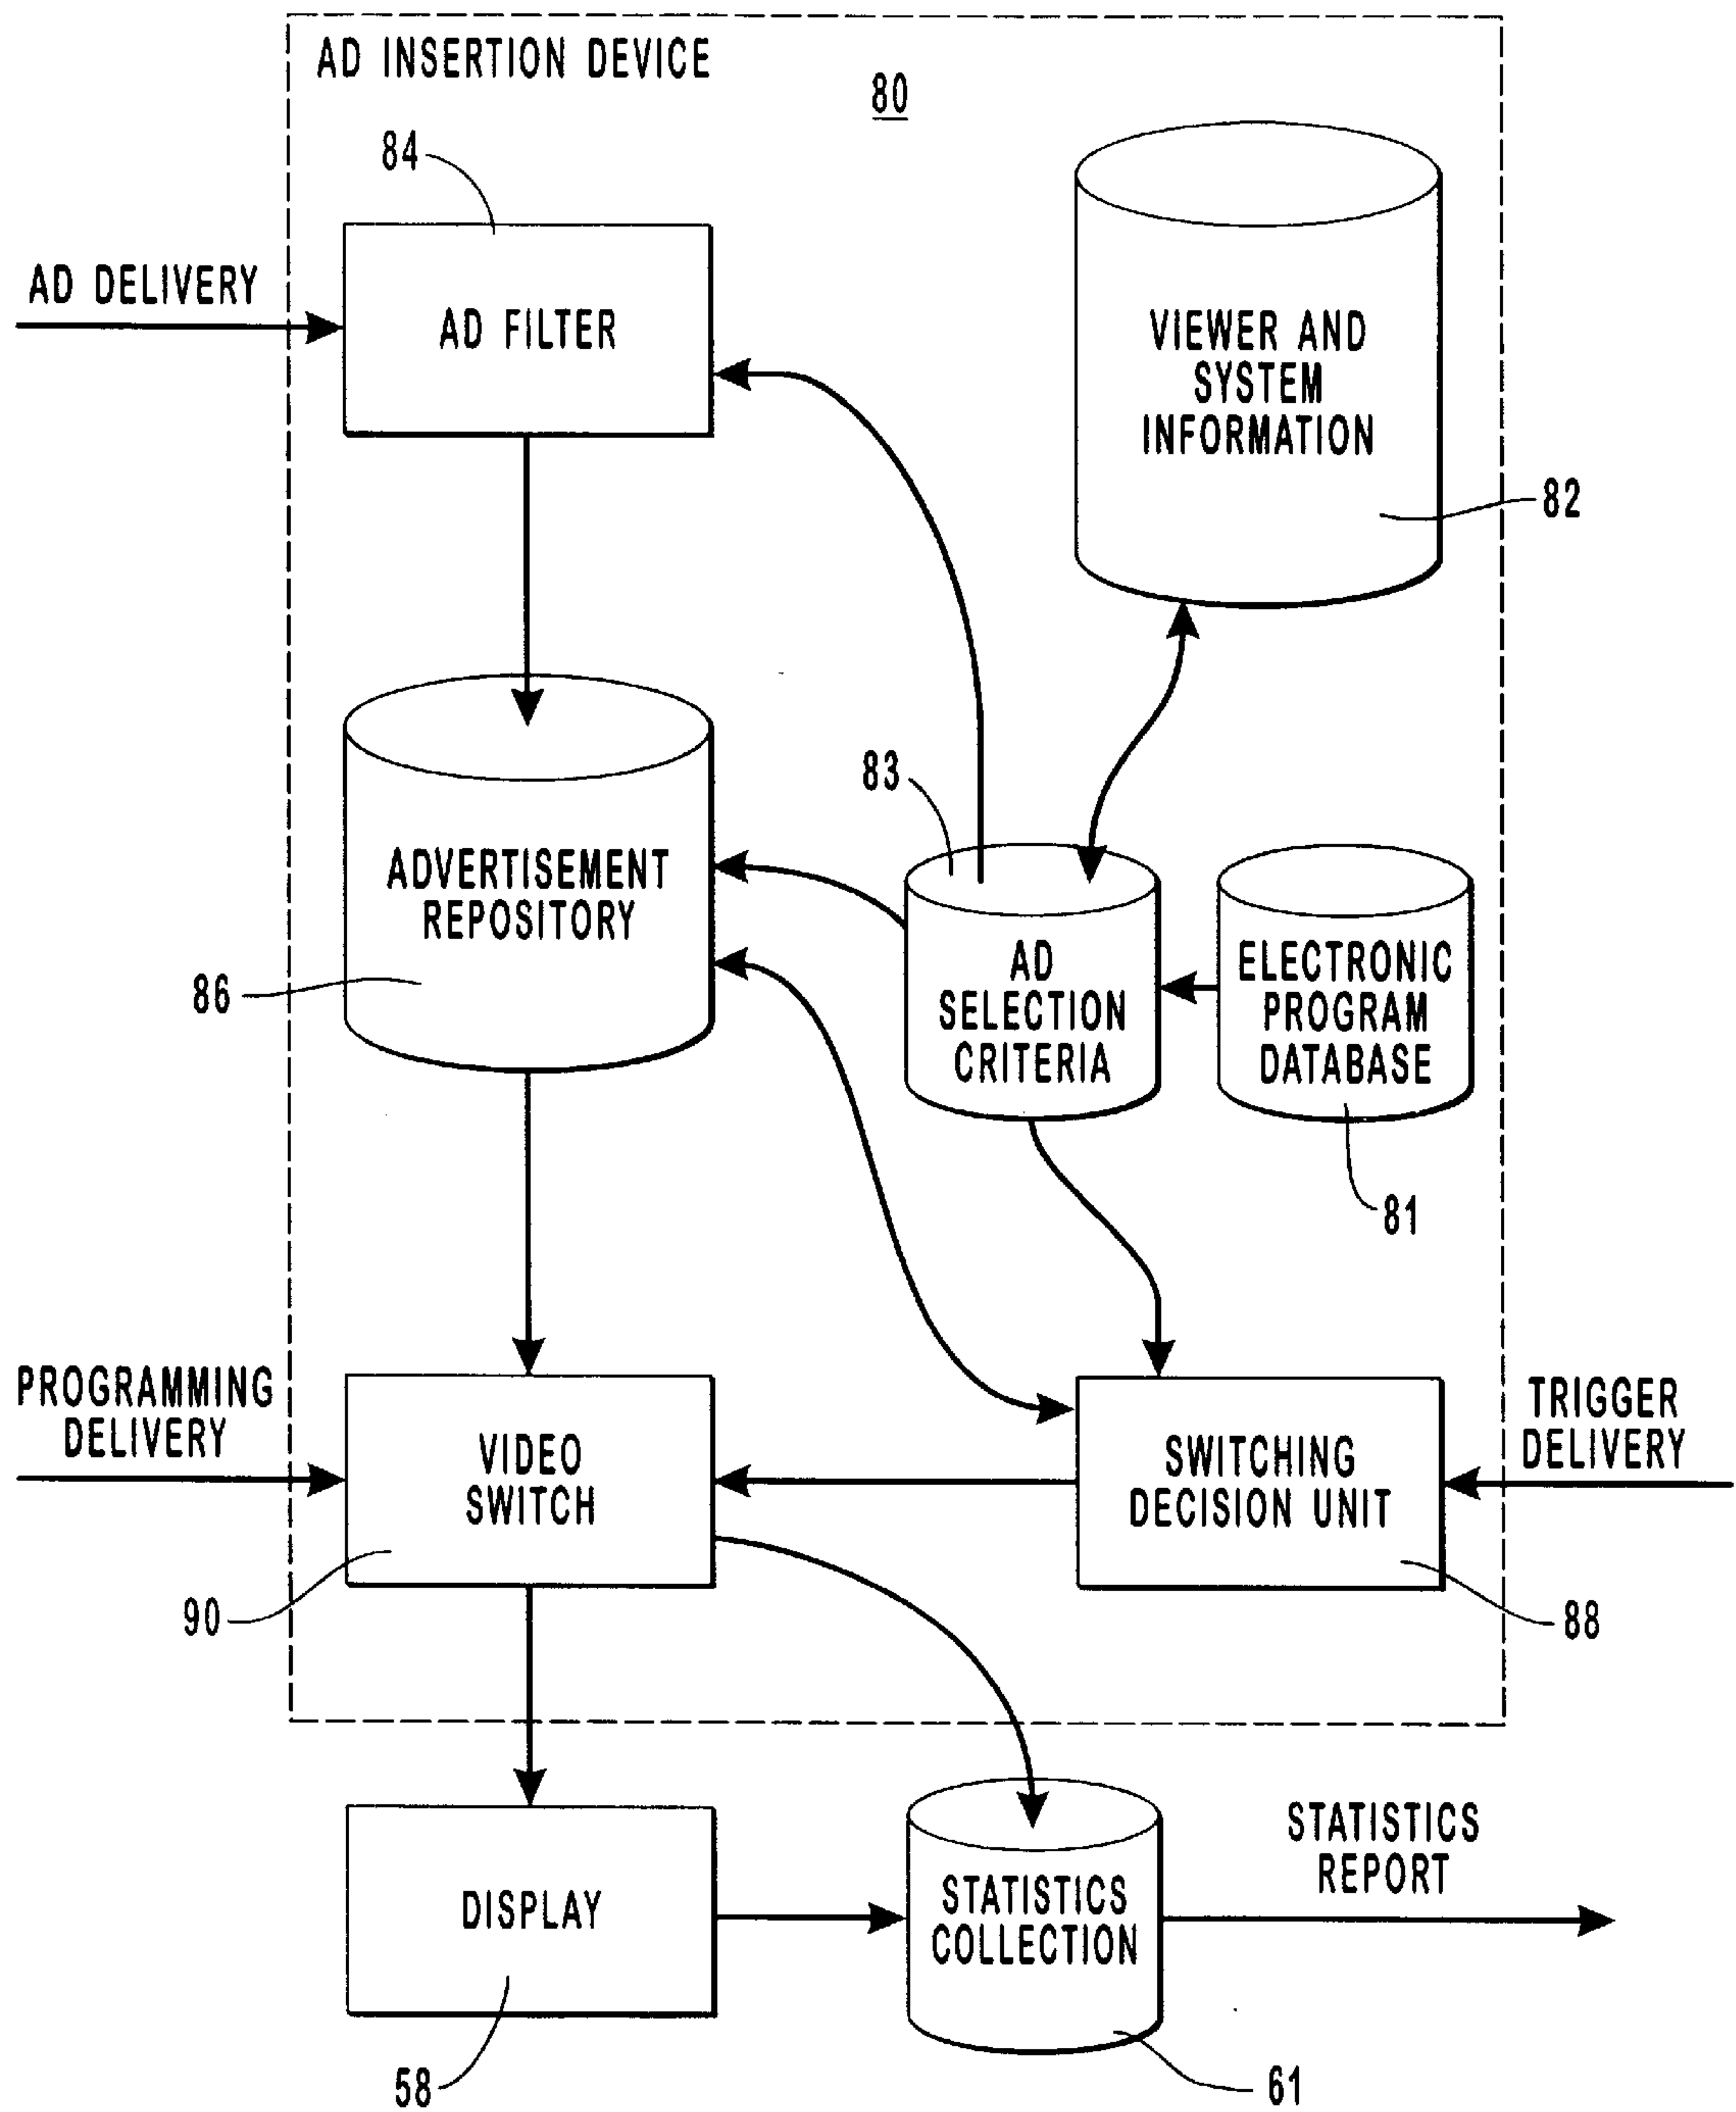 AD INSERTION DEVICE
80
84
AD DELIVERY
AD FILTER
VIEWER AND
SYSTEM
INFORMATION
82
83
ADVERTISEMENT
REPOSITORY
86
AD
SELECTION
CRITERIA
ELECTRONIC
PROGRAM
DATABASE
81
PROGRAMMING
DELIVERY
VIDEO
SWITCH
SWITCHING
DECISION UNIT
TRIGGER
DELIVERY
90
88
DISPLAY
STATISTICS
COLLECTION
STATISTICS
REPORT
58
61